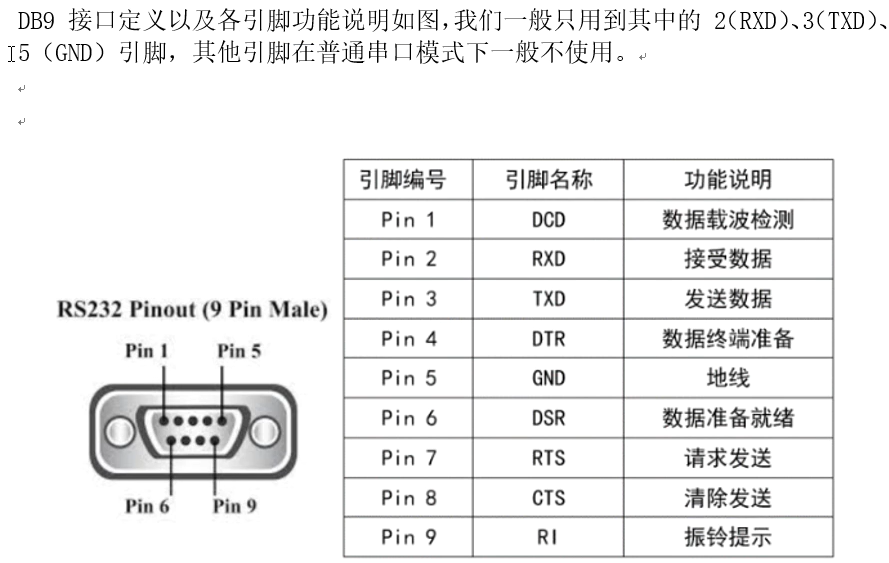 DB9 接口定义以及各引脚功能说明如图,我们一般只用到其中的 2(RXD)、3(TXD)、
5（GND）引脚，其他引脚在普通串口模式下一般不使用。
RS232 Pinout (9 Pin Male)
Pin 1 Pin 5
Pin 6 Pin 9
引脚编号 引脚名称 功能说明
Pin 1 DCD 数据载波检测
Pin 2 RXD 接受数据
Pin 3 TXD 发送数据
Pin 4 DTR 数据终端准备
Pin 5 GND 地线
Pin 6 DSR 数据准备就绪
Pin 7 RTS 请求发送
Pin 8 CTS 清除发送
Pin 9 RI 振铃提示